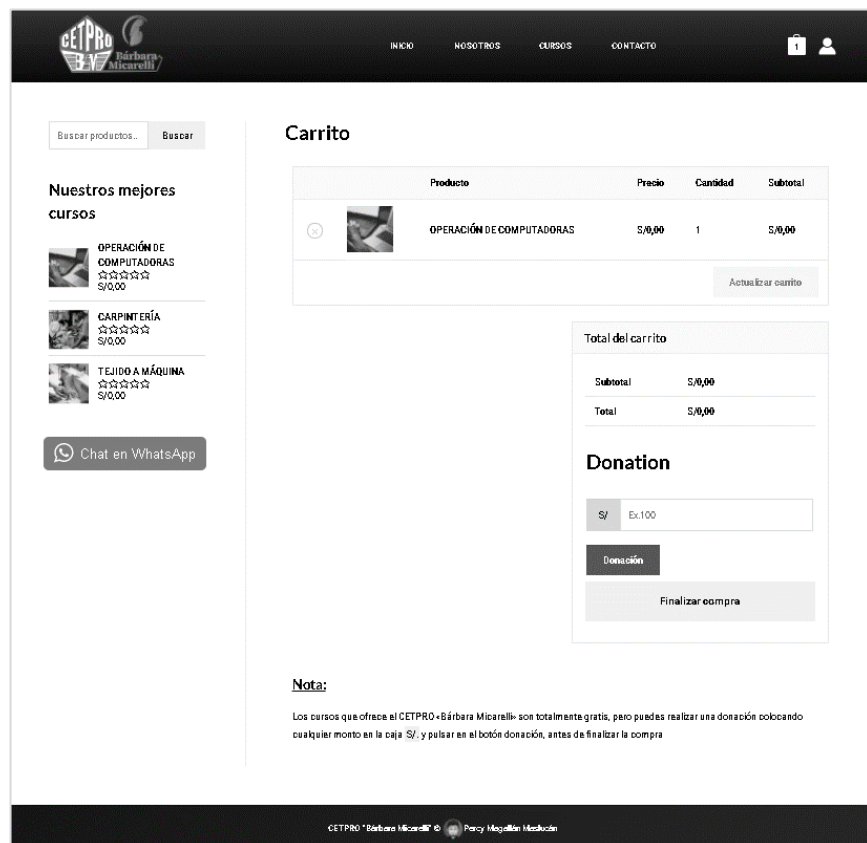 CETPRO
B V
Bárbara
Micarelli
INICIO
NOSOTROS
CURSOS
CONTACTO
1
Buscar productos..
Buscar
Nuestros mejores
cursos
OPERACIÓN DE
COMPUTADORAS
S/0,00
CARPINTERÍA
S/0,00
TEJIDO A MÁQUINA
S/0,00
Chat en WhatsApp
Carrito
Producto Precio Cantidad Subtotal
OPERACIÓN DE COMPUTADORAS S/0,00 1 S/0,00
Actualizar carrito
Total del carrito
Subtotal S/0,00
Total S/0,00
Donation
S/ Ex.100
Donación
Finalizar compra
Nota:
Los cursos que ofrece el CETPRO «Bárbara Micarelli» son totalmente gratis, pero puedes realizar una donación colocando
cualquier monto en la caja S/. y pulsar en el botón donación, antes de finalizar la compra
CETPRO "Bárbara Micarelli" © Percy Magallán